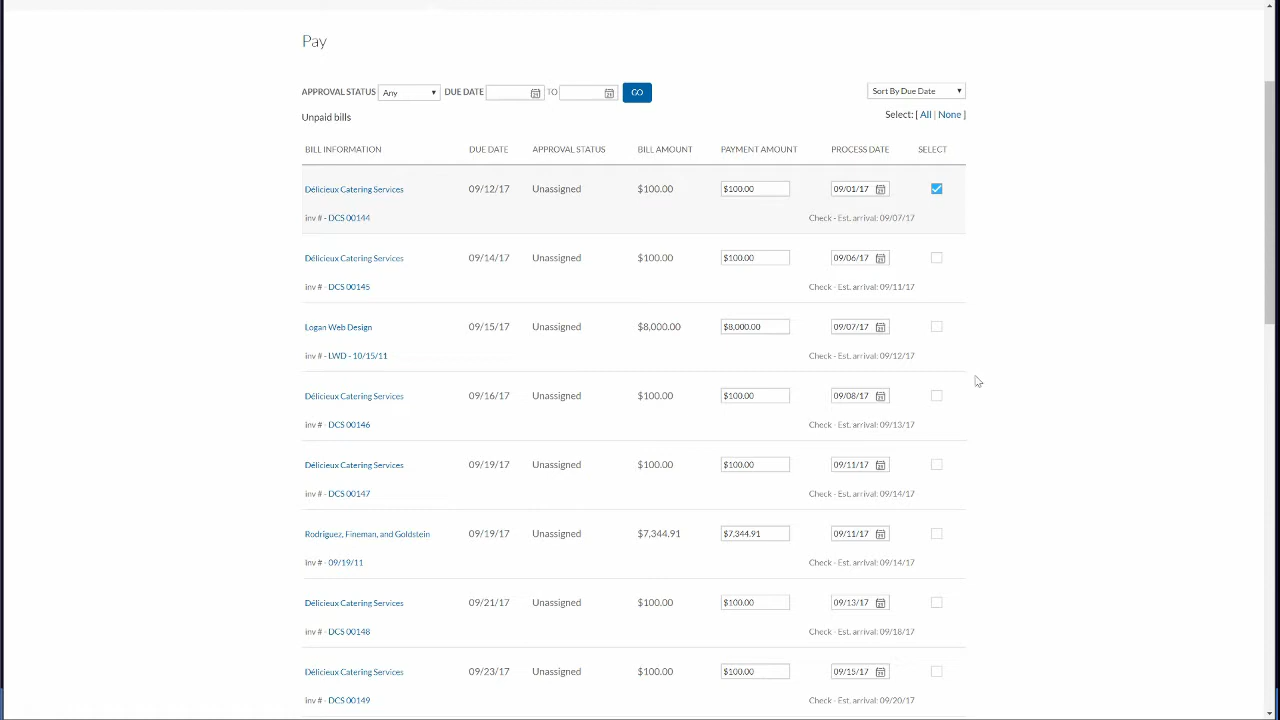 Pay
APPROVAL STATUS Any DUE DATE TO GO Sort By Due Date
Unpaid bills Select: [ All | None ]
BILL INFORMATION DUE DATE APPROVAL STATUS BILL AMOUNT PAYMENT AMOUNT PROCESS DATE SELECT
Délicieux Catering Services 09/12/17 Unassigned $100.00 $100.00 09/01/17
inv # - DCS 00144 Check - Est. arrival: 09/07/17
Délicieux Catering Services 09/14/17 Unassigned $100.00 $100.00 09/06/17
inv # - DCS 00145 Check - Est. arrival: 09/11/17
Logan Web Design 09/15/17 Unassigned $8,000.00 $8,000.00 09/07/17
inv # - LWD - 10/15/11 Check - Est. arrival: 09/12/17
Délicieux Catering Services 09/16/17 Unassigned $100.00 $100.00 09/08/17
inv # - DCS 00146 Check - Est. arrival: 09/13/17
Délicieux Catering Services 09/19/17 Unassigned $100.00 $100.00 09/11/17
inv # - DCS 00147 Check - Est. arrival: 09/14/17
Rodriguez, Fineman, and Goldstein 09/19/17 Unassigned $7,344.91 $7,344.91 09/11/17
inv # - 09/19/11 Check - Est. arrival: 09/14/17
Délicieux Catering Services 09/21/17 Unassigned $100.00 $100.00 09/13/17
inv # - DCS 00148 Check - Est. arrival: 09/18/17
Délicieux Catering Services 09/23/17 Unassigned $100.00 $100.00 09/15/17
inv # - DCS 00149 Check - Est. arrival: 09/20/17